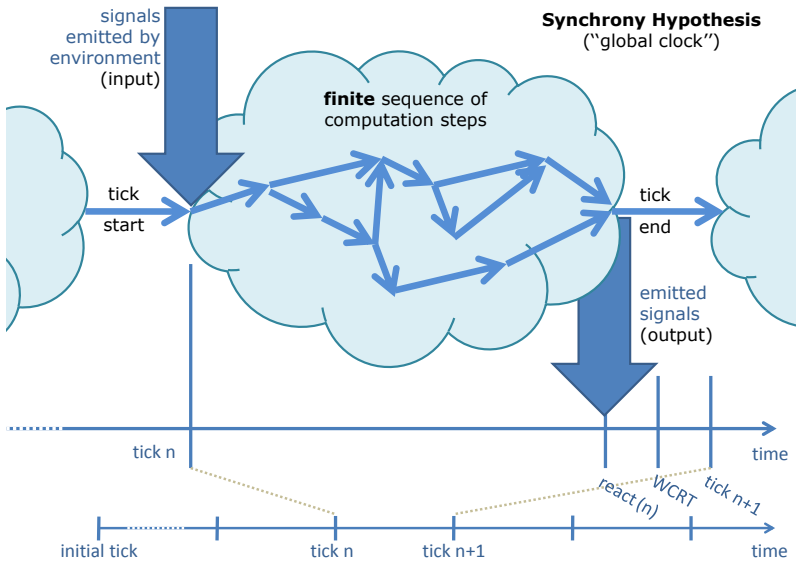 signals
emitted by
environment
(input)
Synchrony Hypothesis
("global clock")
finite sequence of
computation steps
tick
start
tick
end
emitted
signals
(output)
tick n
react (n)
WCRT
tick n+1
time
initial tick
tick n
tick n+1
time